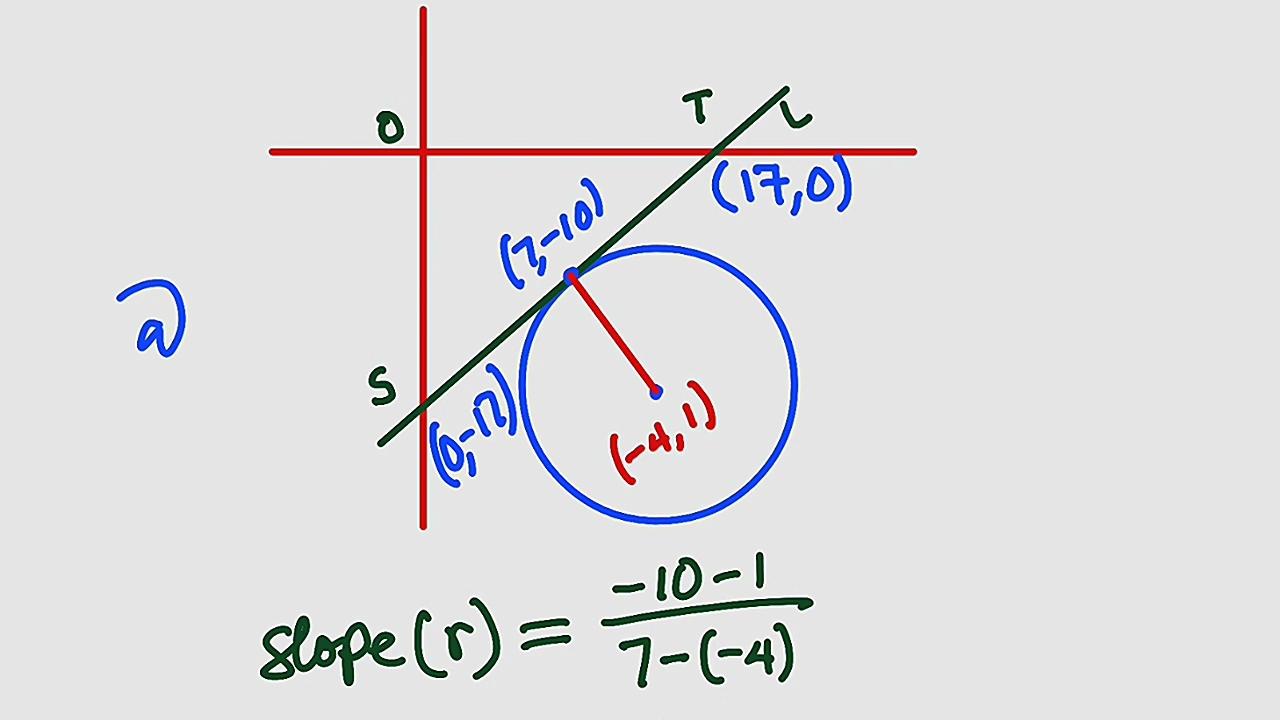 O
T
L
(17,0)
(7,-10)
a)
S
(0,-17)
(-4,1)
slope(r) = -10-1
7-(-4)